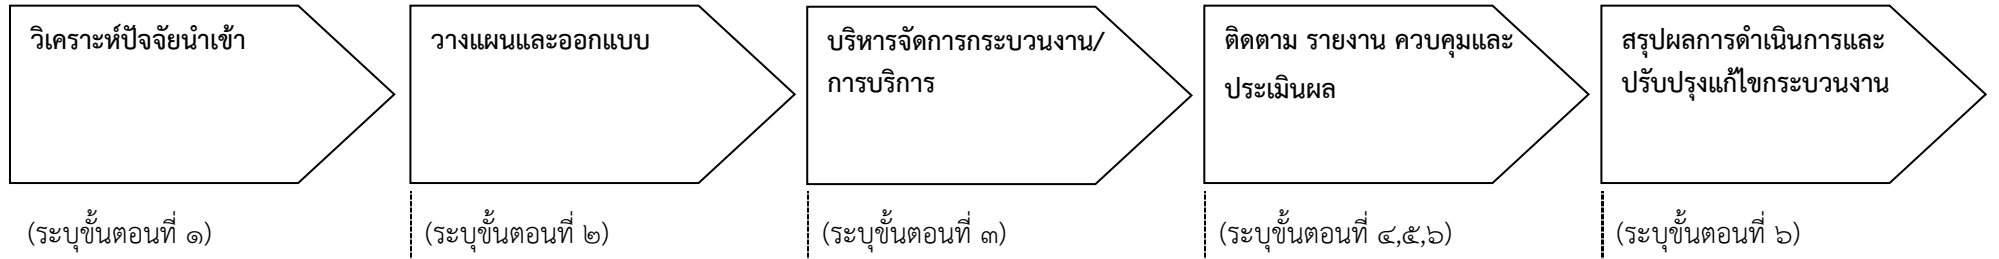 วิเคราะห์ปัจจัยนำเข้า
วางแผนและออกแบบ
บริหารจัดการกระบวนงาน/
การบริการ
ติดตาม รายงาน ควบคุมและ
ประเมินผล
สรุปผลการดำเนินการและ
ปรับปรุงแก้ไขกระบวนงาน
(ระบุขั้นตอนที่ ๑)
(ระบุขั้นตอนที่ ๒)
(ระบุขั้นตอนที่ ๓)
(ระบุขั้นตอนที่ ๔,๕,๖)
(ระบุขั้นตอนที่ ๖)